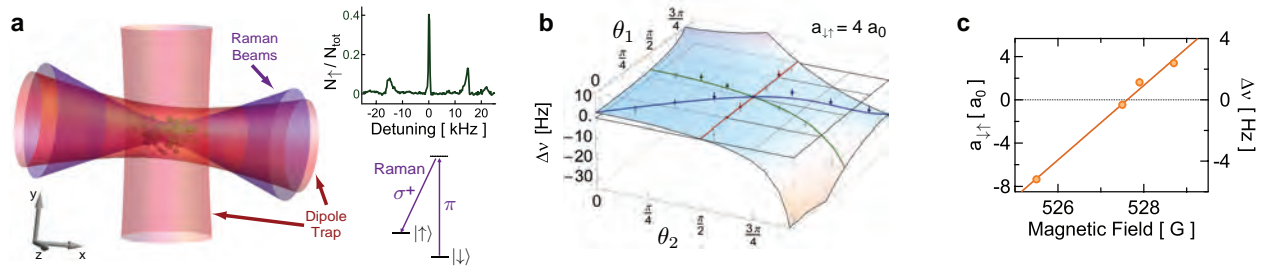 a
Raman
Beams
Dipole
Trap
y
z
x
N↑ / Ntot
0.4
0.2
0
-20 -10 0 10 20
Detuning [ kHz ]
Raman
σ+
π
|↑⟩
|↓⟩
b
a↓↑ = 4 a0
θ1
3π/4
π/2
π/4
0
Δν [Hz]
10
0
-10
-20
-30
0
π/4
π/2
3π/4
θ2
c
a↓↑ [ a0 ]
4
0
-4
-8
526 528
Magnetic Field [ G ]
4
0
-4
Δν [ Hz ]